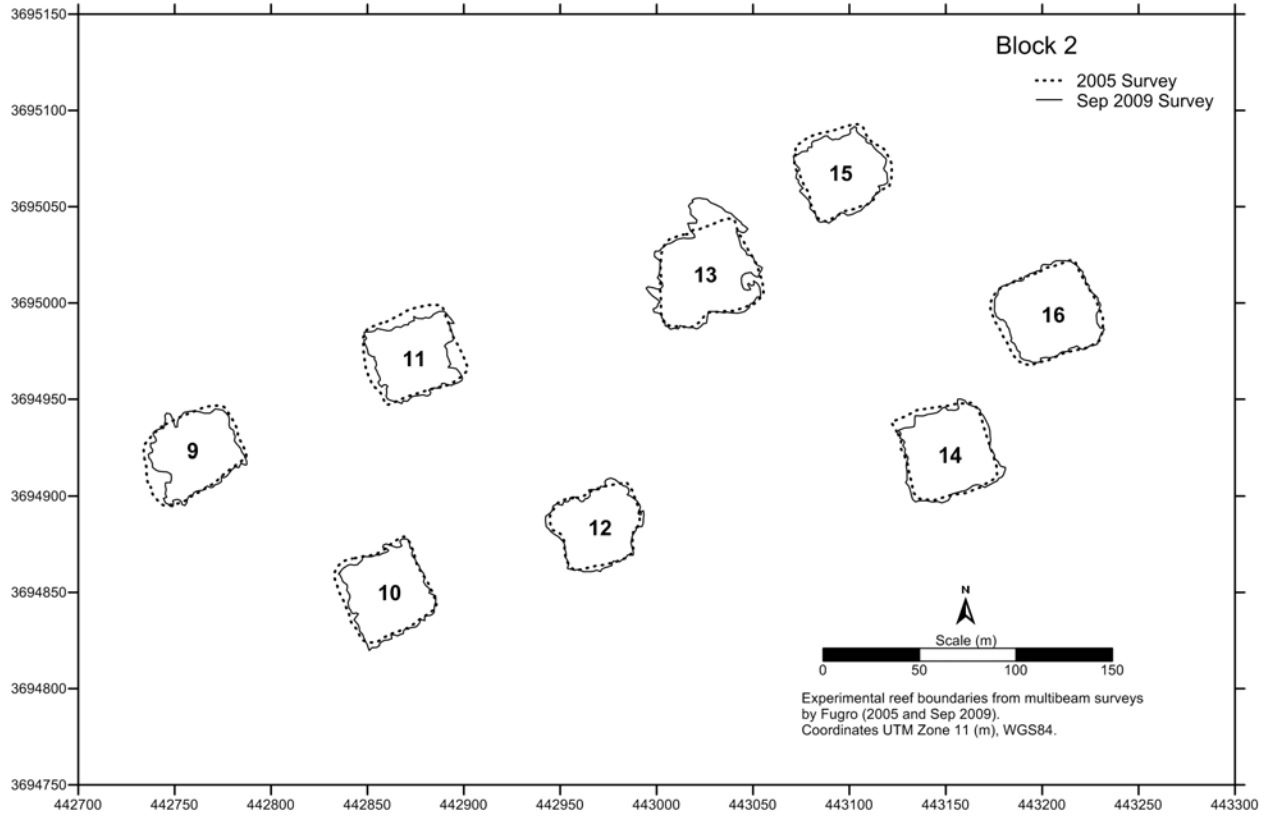 Block 2
2005 Survey
Sep 2009 Survey
3695150
3695100
3695050
3695000
3694950
3694900
3694850
3694800
3694750
15
13
16
11
9
14
12
10
N
Scale (m)
0 50 100 150
Experimental reef boundaries from multibeam surveys
by Fugro (2005 and Sep 2009).
Coordinates UTM Zone 11 (m), WGS84.
442700 442750 442800 442850 442900 442950 443000 443050 443100 443150 443200 443250 443300